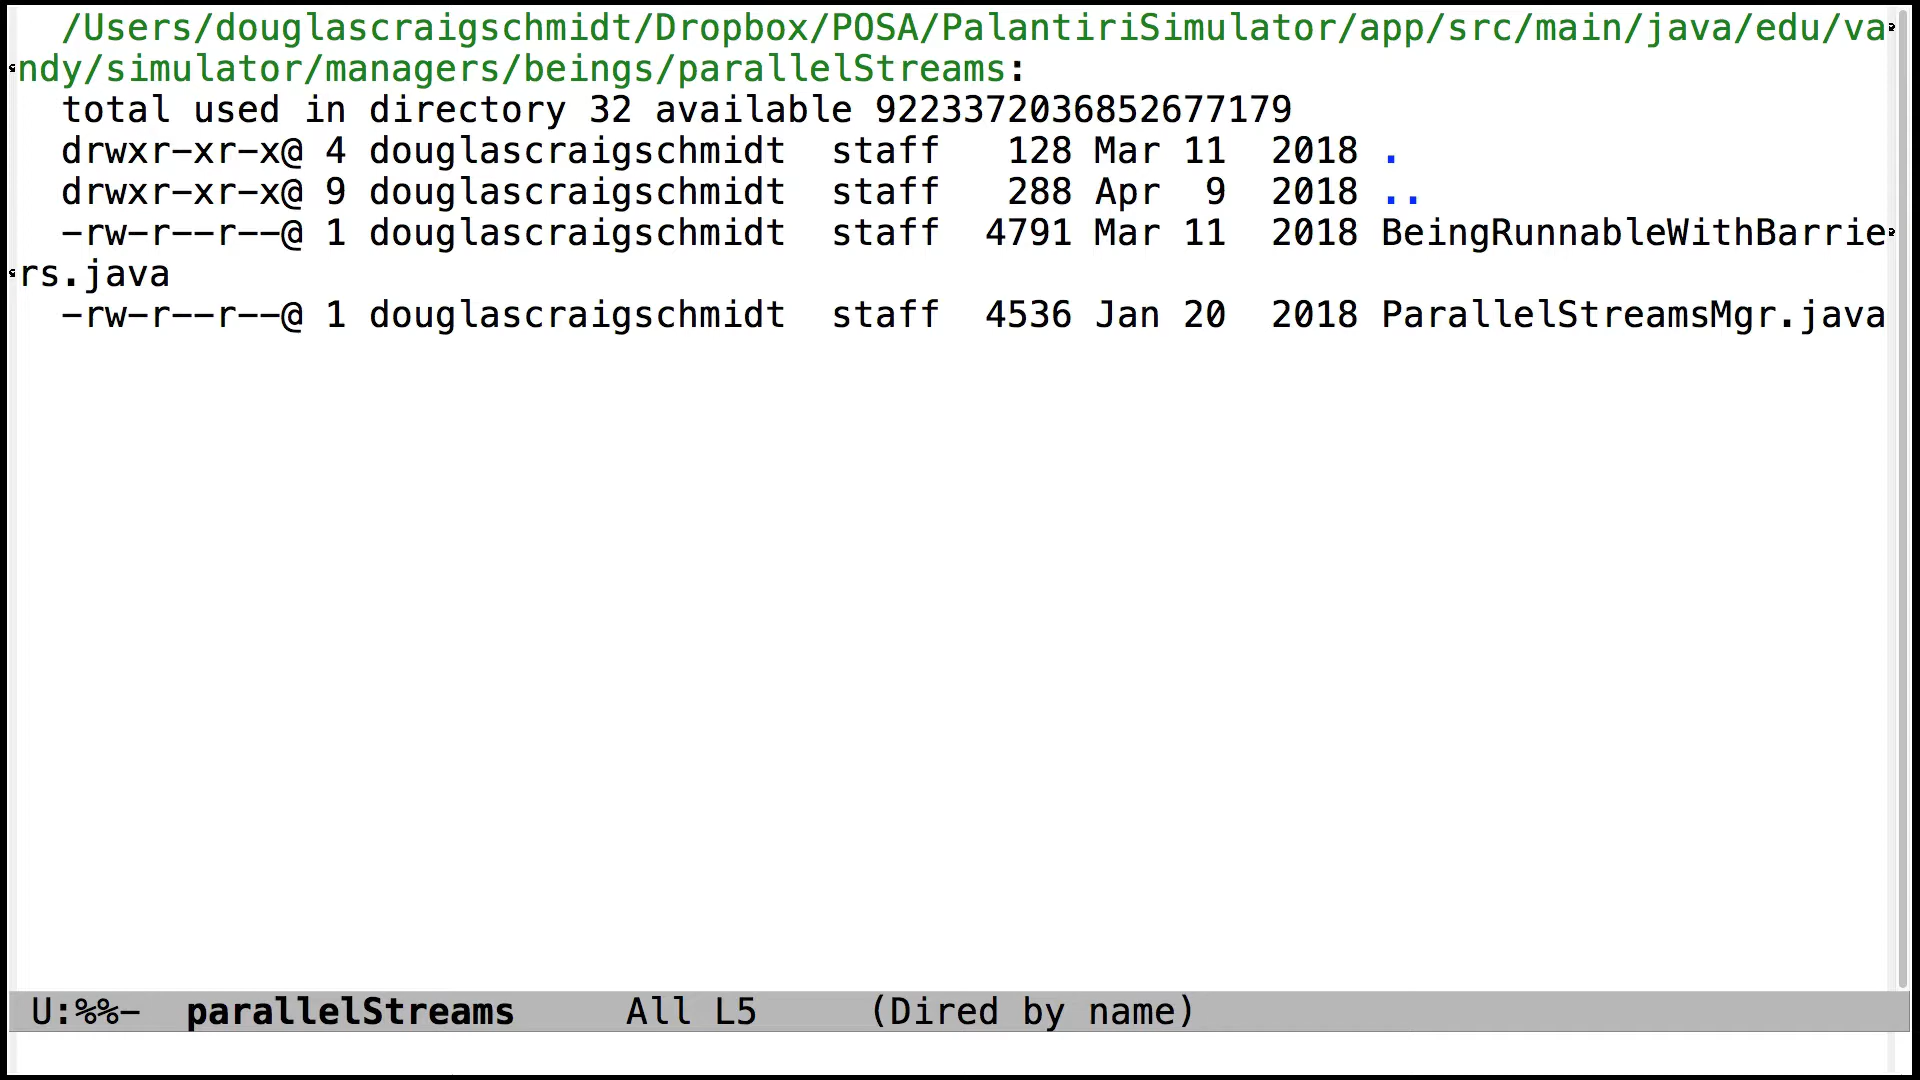 /Users/douglascraigschmidt/Dropbox/POSA/PalantiriSimulator/app/src/main/java/edu/va
ndy/simulator/managers/beings/parallelStreams:
total used in directory 32 available 9223372036852677179
drwxr-xr-x@ 4 douglascraigschmidt  staff   128 Mar 11  2018 .
drwxr-xr-x@ 9 douglascraigschmidt  staff   288 Apr  9  2018 ..
-rw-r--r--@ 1 douglascraigschmidt  staff  4791 Mar 11  2018 BeingRunnableWithBarrie
rs.java
-rw-r--r--@ 1 douglascraigschmidt  staff  4536 Jan 20  2018 ParallelStreamsMgr.java
U:%%-  parallelStreams     All L5     (Dired by name)